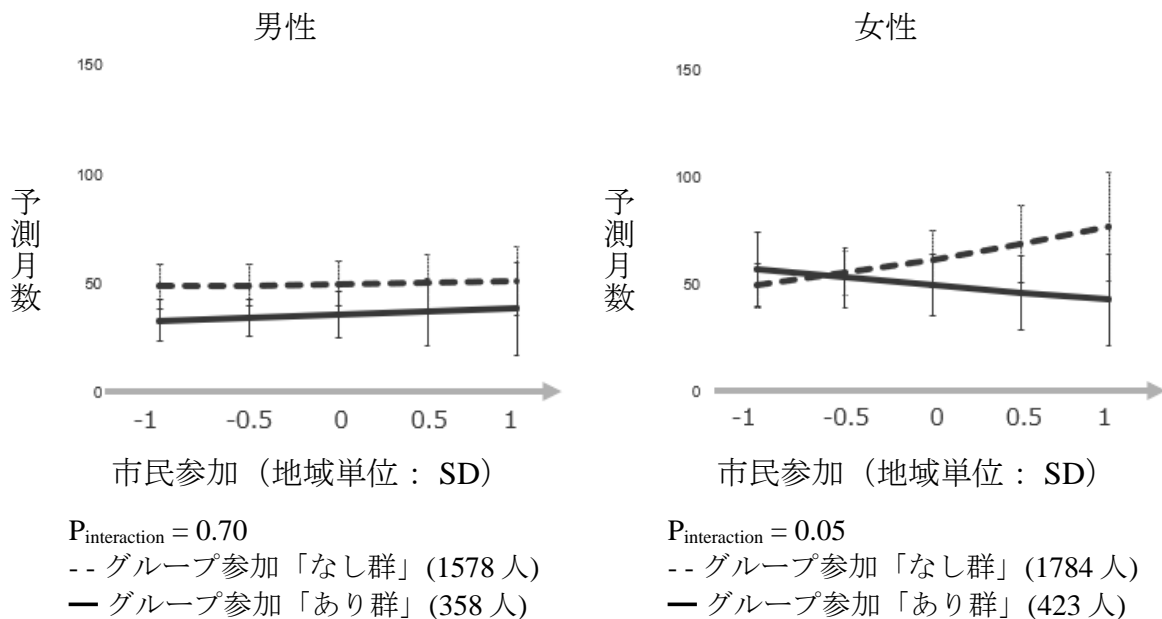 男性
150
100
50
0
予測月数
-1 -0.5 0 0.5 1
市民参加（地域単位： SD）
Pinteraction = 0.70
- - グループ参加「なし群」(1578 人)
━ グループ参加「あり群」(358 人)
女性
150
100
50
0
予測月数
-1 -0.5 0 0.5 1
市民参加（地域単位： SD）
Pinteraction = 0.05
- - グループ参加「なし群」(1784 人)
━ グループ参加「あり群」(423 人)